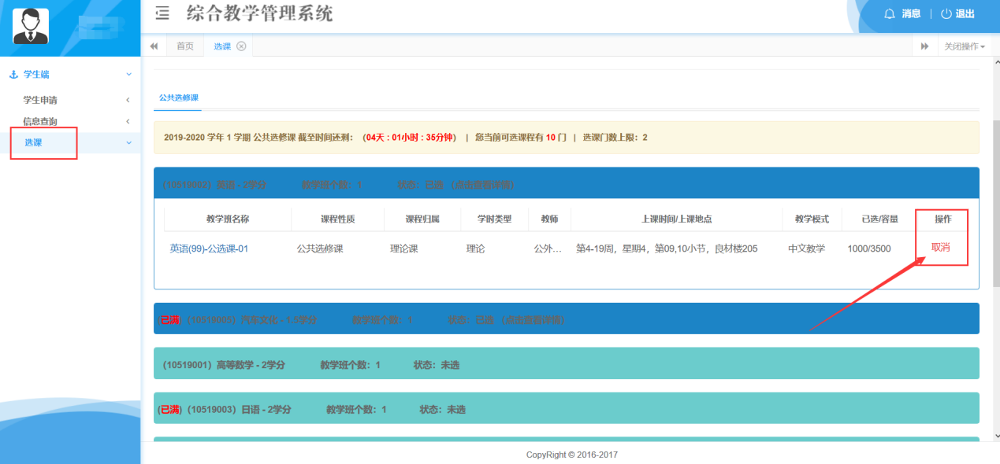 综合教学管理系统
消息 | 退出
首页 选课 关闭操作
学生端
学生申请
信息查询
选课
公共选修课
2019-2020 学年 1 学期 公共选修课 截至时间还剩：（04天 : 01小时 : 35分钟） | 您当前可选课程有 10 门 | 选课门数上限：2
(10519002) 英语 - 2学分 教学班个数：1 状态：已选 (点击查看详情)
教学班名称 课程性质 课程归属 学时类型 教师 上课时间/上课地点 教学模式 已选/容量 操作
英语(99)-公选课-01 公共选修课 理论课 理论 公外... 第4-19周，星期4，第09,10小节，良材楼205 中文教学 1000/3500 取消
(已满) (10519005) 汽车文化 - 1.5学分 教学班个数：1 状态：已选 (点击查看详情)
(10519001) 高等数学 - 2学分 教学班个数：1 状态：未选
(已满) (10519003) 日语 - 2学分 教学班个数：1 状态：未选
CopyRight © 2016-2017